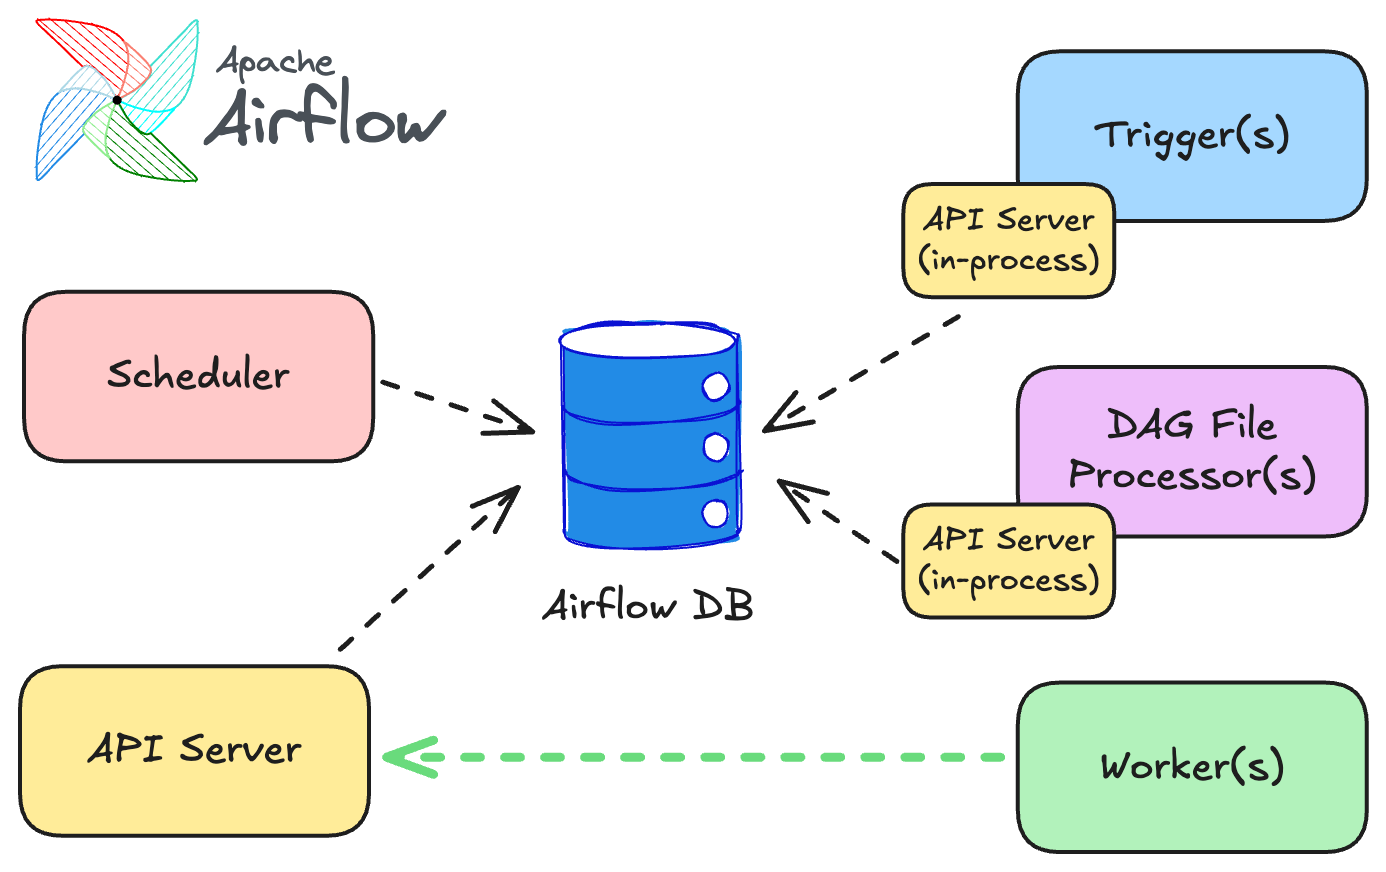 Apache
Airflow
Trigger(s)
API Server
(in-process)
Scheduler
DAG File
Processor(s)
API Server
(in-process)
Airflow DB
API Server
Worker(s)